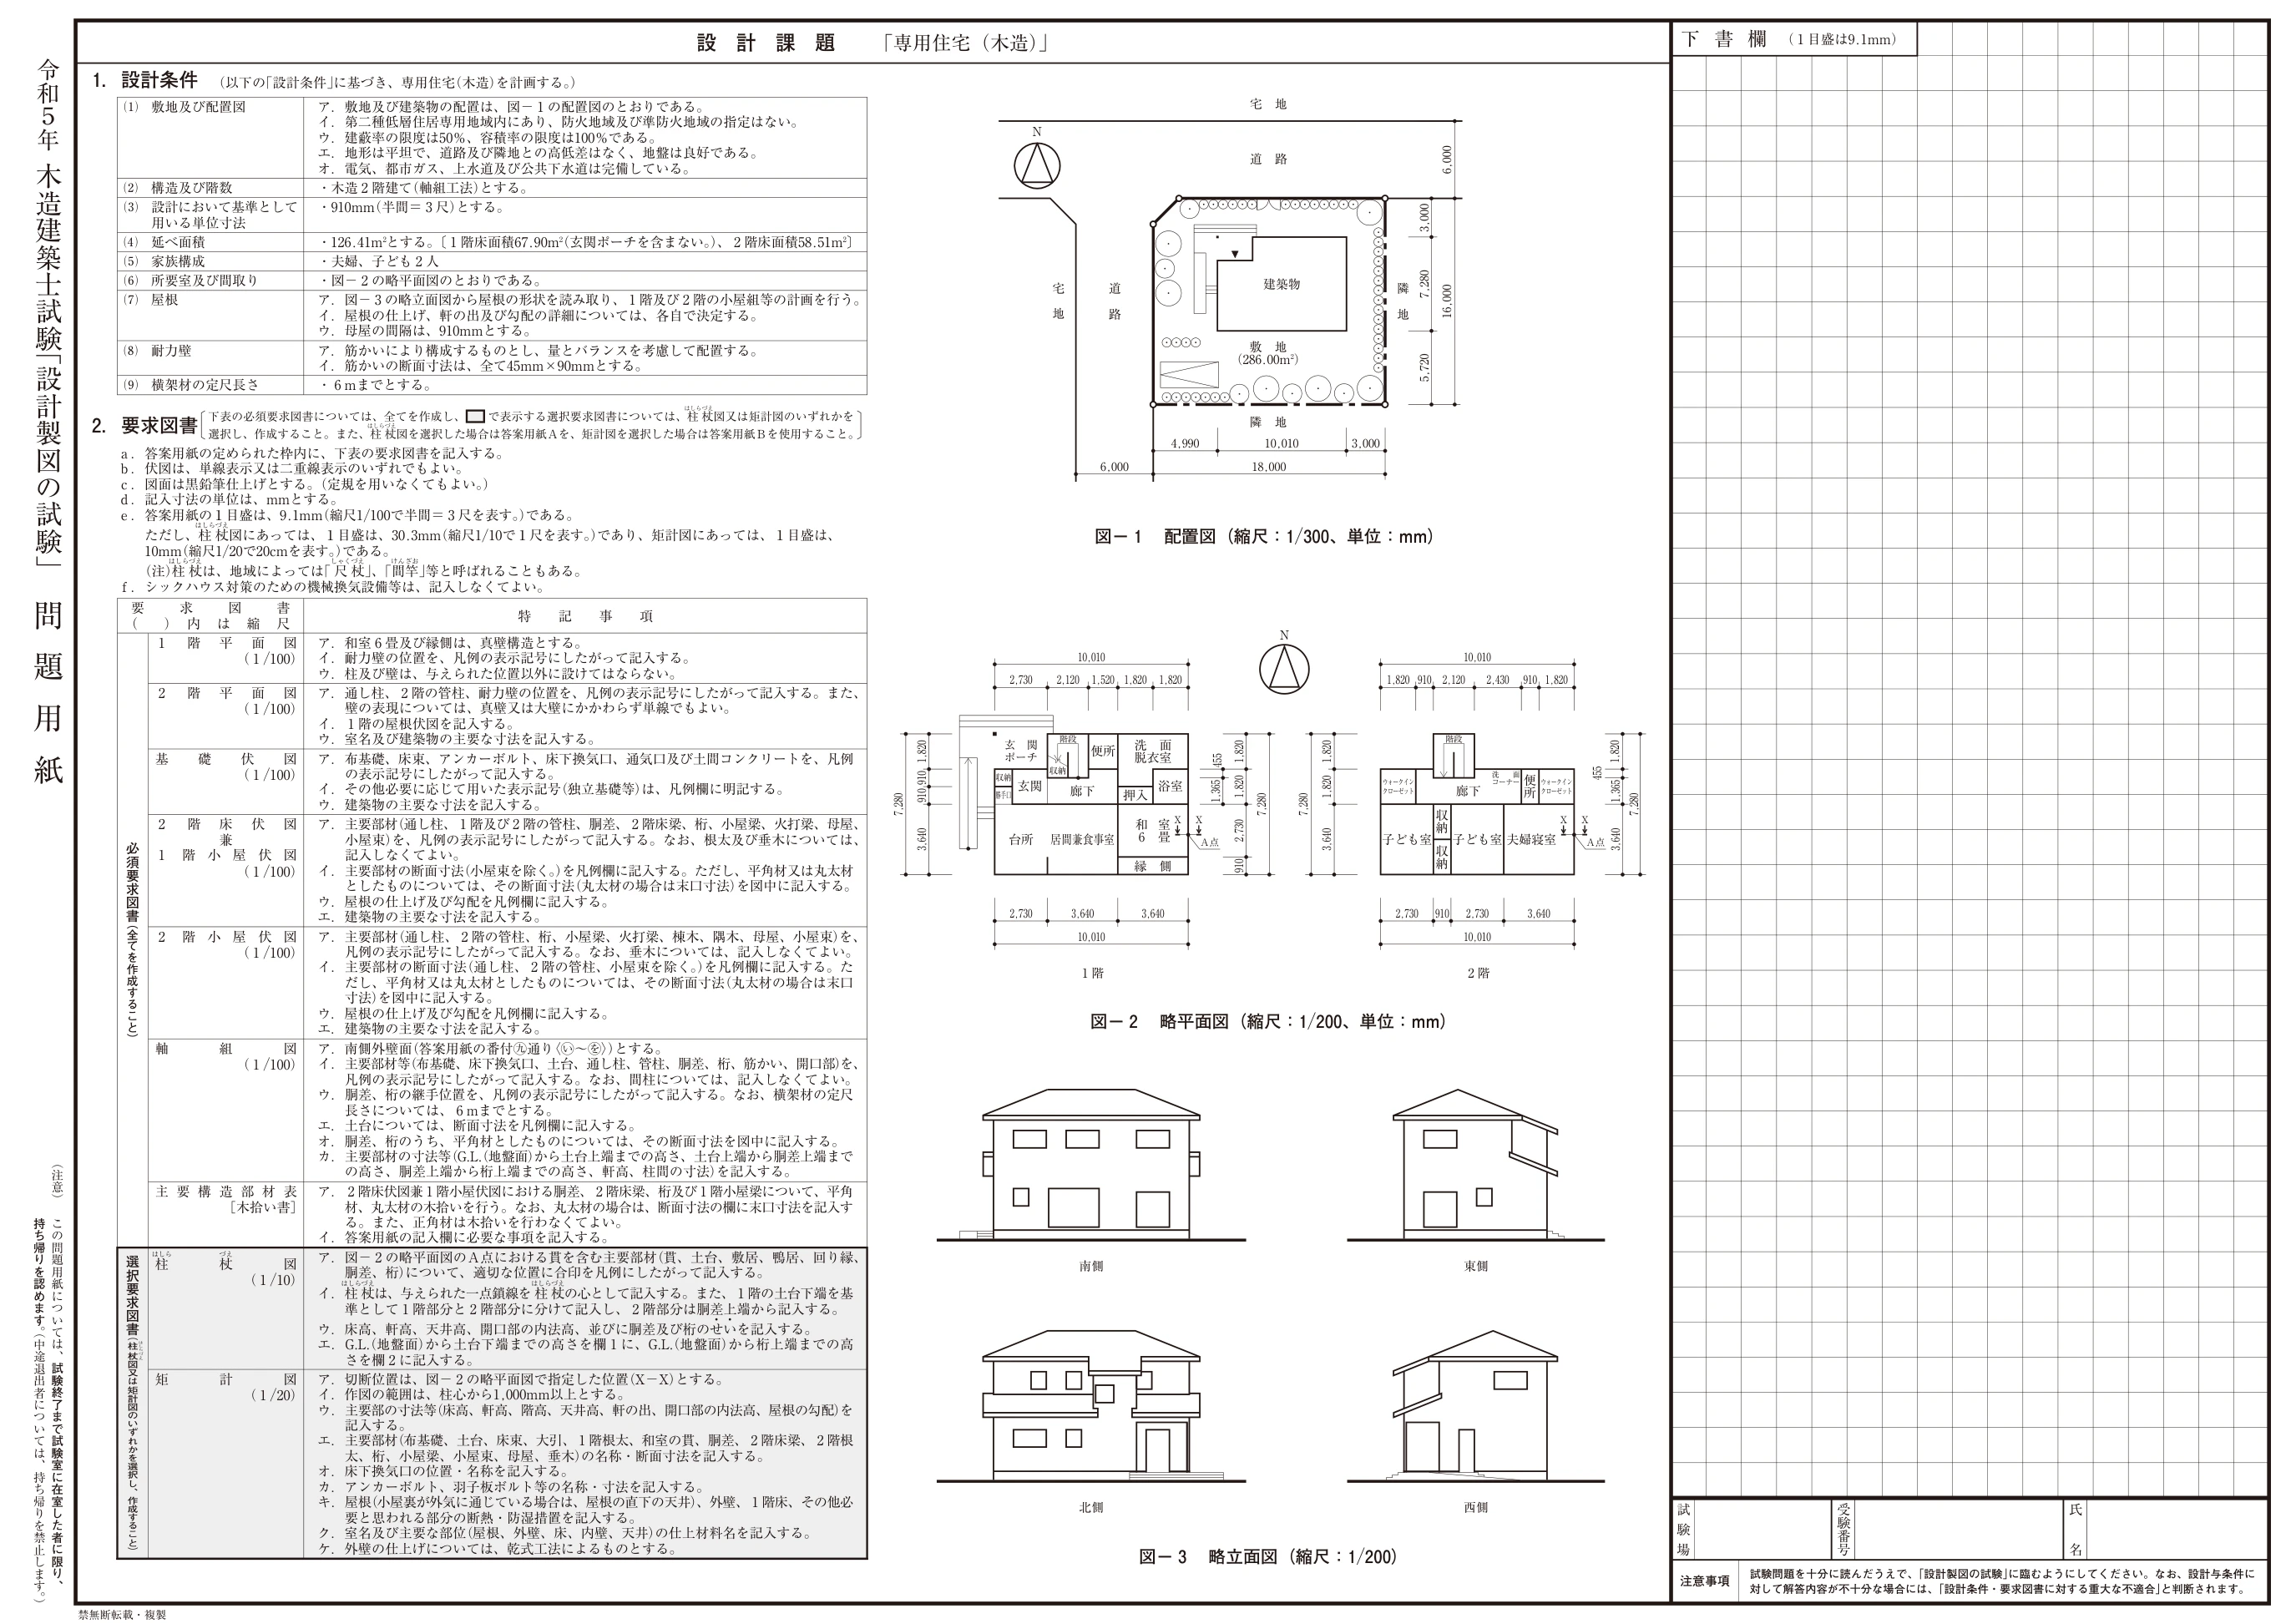 令和5年 木造建築士試験「設計製図の試験」 問題用紙
(注意) この問題用紙については、試験終了まで試験室に在室した者に限り、
持ち帰りを認めます。(中途退出者については、持ち帰りを禁止します。)
禁無断転載・複製
設計課題 「専用住宅(木造)」
1. 設計条件 (以下の「設計条件」に基づき、専用住宅(木造)を計画する。)
(1) 敷地及び配置図
ア. 敷地及び建築物の配置は、図-1の配置図のとおりである。
イ. 第二種低層住居専用地域内にあり、防火地域及び準防火地域の指定はない。
ウ. 建蔽率の限度は50%、容積率の限度は100%である。
エ. 地形は平坦で、道路及び隣地との高低差はなく、地盤は良好である。
オ. 電気、都市ガス、上水道及び公共下水道は完備している。
(2) 構造及び階数
・木造2階建て(軸組工法)とする。
(3) 設計において基準として
用いる単位寸法
・910mm(半間=3尺)とする。
(4) 延べ面積
・126.41m²とする。〔1階床面積67.90m²(玄関ポーチを含まない。)、2階床面積58.51m²〕
(5) 家族構成
・夫婦、子ども2人
(6) 所要室及び間取り
・図-2の略平面図のとおりである。
(7) 屋根
ア. 図-3の略立面図から屋根の形状を読み取り、1階及び2階の小屋組等の計画を行う。
イ. 屋根の仕上げ、軒の出及び勾配の詳細については、各自で決定する。
ウ. 母屋の間隔は、910mmとする。
(8) 耐力壁
ア. 筋かいにより構成するものとし、量とバランスを考慮して配置する。
イ. 筋かいの断面寸法は、全て45mm×90mmとする。
(9) 横架材の定尺長さ
・6mまでとする。
2. 要求図書
下表の必須要求図書については、全てを作成し、□で表示する選択要求図書については、柱杖図又は矩計図のいずれかを
選択し、作成すること。また、柱杖図を選択した場合は答案用紙Aを、矩計図を選択した場合は答案用紙Bを使用すること。
a. 答案用紙の定められた枠内に、下表の要求図書を記入する。
b. 伏図は、単線表示又は二重線表示のいずれでもよい。
c. 図面は黒鉛筆仕上げとする。(定規を用いなくてもよい。)
d. 記入寸法の単位は、mmとする。
e. 答案用紙の1目盛は、9.1mm(縮尺1/100で半間=3尺を表す。)である。
ただし、柱杖図にあっては、1目盛は、30.3mm(縮尺1/10で1尺を表す。)であり、矩計図にあっては、1目盛は、
10mm(縮尺1/20で20cmを表す。)である。
(注)柱杖は、地域によっては「尺杖」、「間竿」等と呼ばれることもある。
f. シックハウス対策のための機械換気設備等は、記入しなくてよい。
要求図書
( )内は縮尺
特記事項
必須要求図書(全てを作成すること)
1階平面図
(1/100)
ア. 和室6畳及び縁側は、真壁構造とする。
イ. 耐力壁の位置を、凡例の表示記号にしたがって記入する。
ウ. 柱及び壁は、与えられた位置以外に設けてはならない。
2階平面図
(1/100)
ア. 通し柱、2階の管柱、耐力壁の位置を、凡例の表示記号にしたがって記入する。また、
壁の表現については、真壁又は大壁にかかわらず単線でもよい。
イ. 1階の屋根伏図を記入する。
ウ. 室名及び建築物の主要な寸法を記入する。
基礎伏図
(1/100)
ア. 布基礎、床束、アンカーボルト、床下換気口、通気口及び土間コンクリートを、凡例
の表示記号にしたがって記入する。
イ. その他必要に応じて用いた表示記号(独立基礎等)は、凡例欄に明記する。
ウ. 建築物の主要な寸法を記入する。
2階床伏図
兼
1階小屋伏図
(1/100)
ア. 主要部材(通し柱、1階及び2階の管柱、胴差、2階床梁、桁、小屋梁、火打梁、母屋、
小屋束)を、凡例の表示記号にしたがって記入する。なお、根太及び垂木については、
記入しなくてよい。
イ. 主要部材の断面寸法(小屋束を除く。)を凡例欄に記入する。ただし、平角材又は丸太材
としたものについては、その断面寸法(丸太材の場合は末口寸法)を図中に記入する。
ウ. 屋根の仕上げ及び勾配を凡例欄に記入する。
エ. 建築物の主要な寸法を記入する。
2階小屋伏図
(1/100)
ア. 主要部材(通し柱、2階の管柱、桁、小屋梁、火打梁、棟木、隅木、母屋、小屋束)を、
凡例の表示記号にしたがって記入する。なお、垂木については、記入しなくてよい。
イ. 主要部材の断面寸法(通し柱、2階の管柱、小屋束を除く。)を凡例欄に記入する。た
だし、平角材又は丸太材としたものについては、その断面寸法(丸太材の場合は末口
寸法)を図中に記入する。
ウ. 屋根の仕上げ及び勾配を凡例欄に記入する。
エ. 建築物の主要な寸法を記入する。
軸組図
(1/100)
ア. 南側外壁面(答案用紙の番付㊈通り〈い〜を〉)とする。
イ. 主要部材等(布基礎、床下換気口、土台、通し柱、管柱、胴差、桁、筋かい、開口部)を、
凡例の表示記号にしたがって記入する。なお、間柱については、記入しなくてよい。
ウ. 胴差、桁の継手位置を、凡例の表示記号にしたがって記入する。なお、横架材の定尺
長さについては、6mまでとする。
エ. 土台については、断面寸法を凡例欄に記入する。
オ. 胴差、桁のうち、平角材としたものについては、その断面寸法を図中に記入する。
カ. 主要部材の寸法等(G.L.(地盤面)から土台上端までの高さ、土台上端から胴差上端まで
の高さ、胴差上端から桁上端までの高さ、軒高、柱間の寸法)を記入する。
主要構造部材表
[木拾い書]
ア. 2階床伏図兼1階小屋伏図における胴差、2階床梁、桁及び1階小屋梁について、平角
材、丸太材の木拾いを行う。なお、丸太材の場合は、断面寸法の欄に末口寸法を記入す
る。また、正角材は木拾いを行わなくてよい。
イ. 答案用紙の記入欄に必要な事項を記入する。
選択要求図書(柱杖図又は矩計図のいずれかを選択し、作成すること)
はしら づえ
柱杖図
(1/10)
ア. 図-2の略平面図のA点における貫を含む主要部材(貫、土台、敷居、鴨居、回り縁、
胴差、桁)について、適切な位置に合印を凡例にしたがって記入する。
イ. 柱杖は、与えられた一点鎖線を柱杖の心として記入する。また、1階の土台下端を基
準として1階部分と2階部分に分けて記入し、2階部分は胴差上端から記入する。
ウ. 床高、軒高、天井高、開口部の内法高、並びに胴差及び桁のせいを記入する。
エ. G.L.(地盤面)から土台下端までの高さを欄1に、G.L.(地盤面)から桁上端までの高
さを欄2に記入する。
矩計図
(1/20)
ア. 切断位置は、図-2の略平面図で指定した位置(X-X)とする。
イ. 作図の範囲は、柱心から1,000mm以上とする。
ウ. 主要部の寸法等(床高、軒高、階高、天井高、軒の出、開口部の内法高、屋根の勾配)を
記入する。
エ. 主要部材(布基礎、土台、床束、大引、1階根太、和室の貫、胴差、2階床梁、2階根
太、桁、小屋梁、小屋束、母屋、垂木)の名称・断面寸法を記入する。
オ. 床下換気口の位置・名称を記入する。
カ. アンカーボルト、羽子板ボルト等の名称・寸法を記入する。
キ. 屋根(小屋裏が外気に通じている場合は、屋根の直下の天井)、外壁、1階床、その他必
要と思われる部分の断熱・防湿措置を記入する。
ク. 室名及び主要な部位(屋根、外壁、床、内壁、天井)の仕上材料名を記入する。
ケ. 外壁の仕上げについては、乾式工法によるものとする。
宅地
N
道路
6,000
3,000
宅地
道路
建築物
隣地
7,280
16,000
敷地
(286.00m²)
5,720
隣地
4,990 10,010 3,000
6,000 18,000
図-1 配置図(縮尺:1/300、単位:mm)
N
10,010
2,730 2,120 1,520 1,820 1,820
7,280
1,820
910
910
3,640
玄関ポーチ
階段
便所
洗面脱衣室
収納
収納
玄関
廊下
押入
浴室
台所
居間兼食事室
和室6畳
X
X
A点
縁側
455
1,365
1,820
1,820
2,730
910
7,280
2,730 3,640 3,640
10,010
1階
10,010
1,820 910 2,120 2,430 910 1,820
7,280
1,820
1,820
3,640
階段
ウォークインクローゼット
廊下
洗面コーナー
便所
ウォークインクローゼット
子ども室
収納
収納
子ども室
夫婦寝室
X
X
A点
455
1,820
1,365
3,640
7,280
2,730 910 2,730 3,640
10,010
2階
図-2 略平面図(縮尺:1/200、単位:mm)
南側
東側
北側
西側
図-3 略立面図(縮尺:1/200)
下書欄 (1目盛は9.1mm)
試験場
受験番号
氏名
注意事項
試験問題を十分に読んだうえで、「設計製図の試験」に臨むようにしてください。なお、設計与条件に
対して解答内容が不十分な場合には、「設計条件・要求図書に対する重大な不適合」と判断されます。